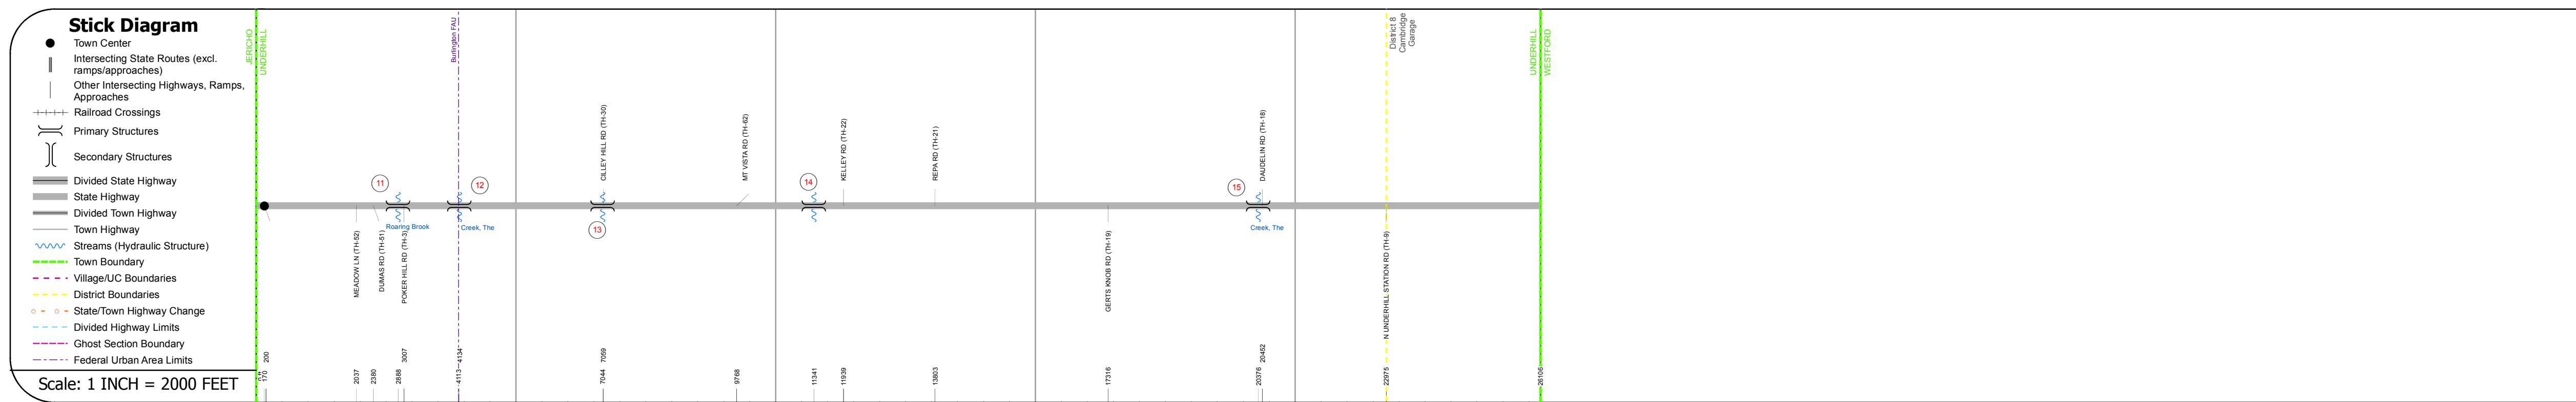 Stick Diagram
Town Center
Intersecting State Routes (excl.
ramps/approaches)
Other Intersecting Highways, Ramps,
Approaches
Railroad Crossings
Primary Structures
Secondary Structures
Divided State Highway
State Highway
Divided Town Highway
Town Highway
Streams (Hydraulic Structure)
Town Boundary
Village/UC Boundaries
District Boundaries
State/Town Highway Change
Divided Highway Limits
Ghost Section Boundary
Federal Urban Area Limits
Scale: 1 INCH = 2000 FEET
JERICHO
UNDERHILL
Burlington FAU
District 8
Cambridge
Garage
UNDERHILL
WESTFORD
CILLEY HILL RD (TH-30)
MT VISTA RD (TH-62)
KELLEY RD (TH-22)
REPA RD (TH-21)
DAUDELIN RD (TH-18)
11
12
13
14
15
Roaring Brook
Creek, The
Creek, The
MEADOW LN (TH-52)
DUMAS RD (TH-51)
POKER HILL RD (TH-3)
GERTS KNOB RD (TH-19)
N UNDERHILL STATION RD (TH-9)
170
200
2037
2380
2888
3007
4113
4134
7044
7059
9768
11341
11939
13803
17316
20376
20452
22975
26106